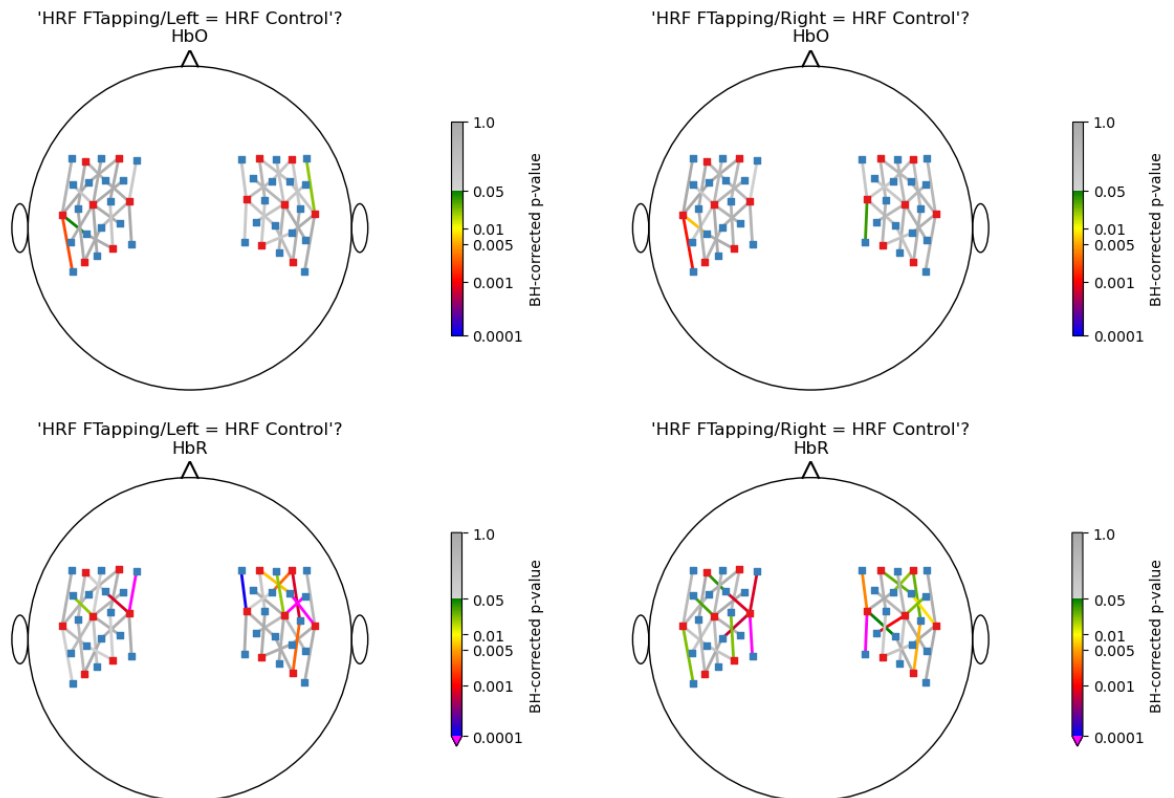 'HRF FTapping/Left = HRF Control'?
HbO
1.0
0.05
0.01
0.005
0.001
0.0001
BH-corrected p-value
'HRF FTapping/Right = HRF Control'?
HbO
1.0
0.05
0.01
0.005
0.001
0.0001
BH-corrected p-value
'HRF FTapping/Left = HRF Control'?
HbR
1.0
0.05
0.01
0.005
0.001
0.0001
BH-corrected p-value
'HRF FTapping/Right = HRF Control'?
HbR
1.0
0.05
0.01
0.005
0.001
0.0001
BH-corrected p-value